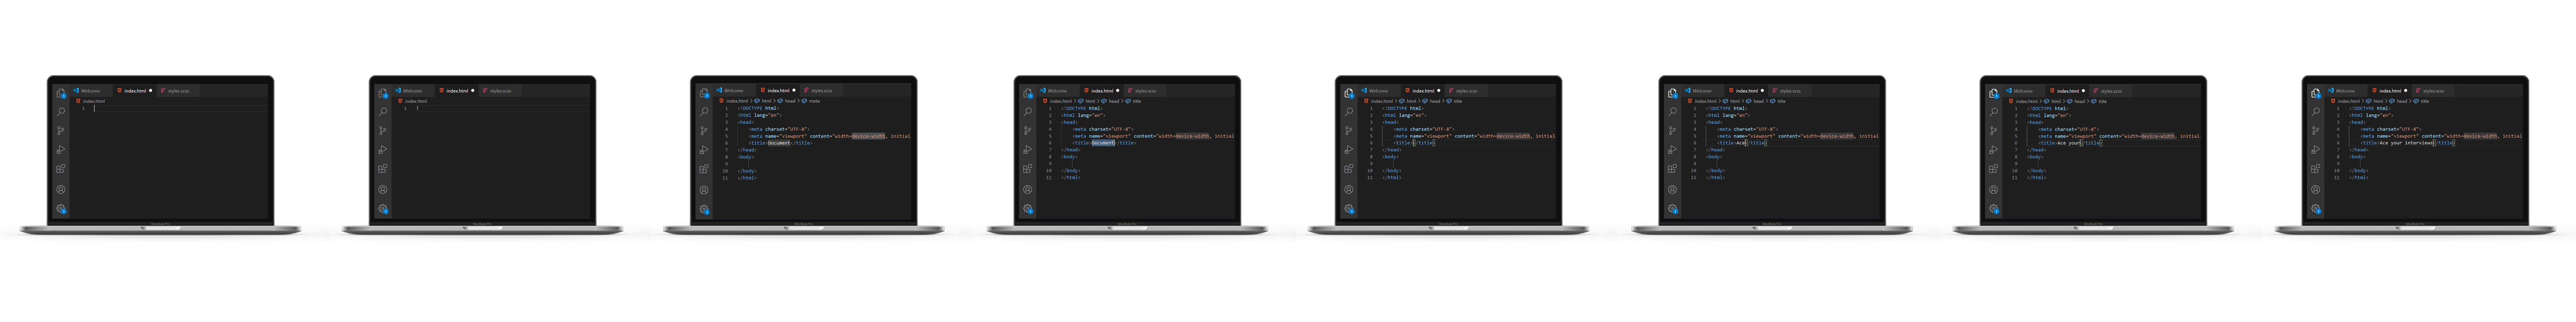 Welcome index.html styles.scss
index.html
1
Welcome index.html styles.scss
index.html
1
Welcome index.html styles.scss
index.html > html > head > meta
1 <!DOCTYPE html>
2 <html lang="en">
3 <head>
4 <meta charset="UTF-8">
5 <meta name="viewport" content="width=device-width, initial
6 <title>Document</title>
7 </head>
8 <body>
9
10 </body>
11 </html>
Welcome index.html styles.scss
index.html > html > head > title
1 <!DOCTYPE html>
2 <html lang="en">
3 <head>
4 <meta charset="UTF-8">
5 <meta name="viewport" content="width=device-width, initial
6 <title>Document</title>
7 </head>
8 <body>
9
10 </body>
11 </html>
Welcome index.html styles.scss
index.html > html > head > title
1 <!DOCTYPE html>
2 <html lang="en">
3 <head>
4 <meta charset="UTF-8">
5 <meta name="viewport" content="width=device-width, initial
6 <title></title>
7 </head>
8 <body>
9
10 </body>
11 </html>
Welcome index.html styles.scss
index.html > html > head > title
1 <!DOCTYPE html>
2 <html lang="en">
3 <head>
4 <meta charset="UTF-8">
5 <meta name="viewport" content="width=device-width, initial
6 <title>Ace</title>
7 </head>
8 <body>
9
10 </body>
11 </html>
Welcome index.html styles.scss
index.html > html > head > title
1 <!DOCTYPE html>
2 <html lang="en">
3 <head>
4 <meta charset="UTF-8">
5 <meta name="viewport" content="width=device-width, initial
6 <title>Ace your</title>
7 </head>
8 <body>
9
10 </body>
11 </html>
Welcome index.html styles.scss
index.html > html > head > title
1 <!DOCTYPE html>
2 <html lang="en">
3 <head>
4 <meta charset="UTF-8">
5 <meta name="viewport" content="width=device-width, initial
6 <title>Ace your interviews</title>
7 </head>
8 <body>
9
10 </body>
11 </html>